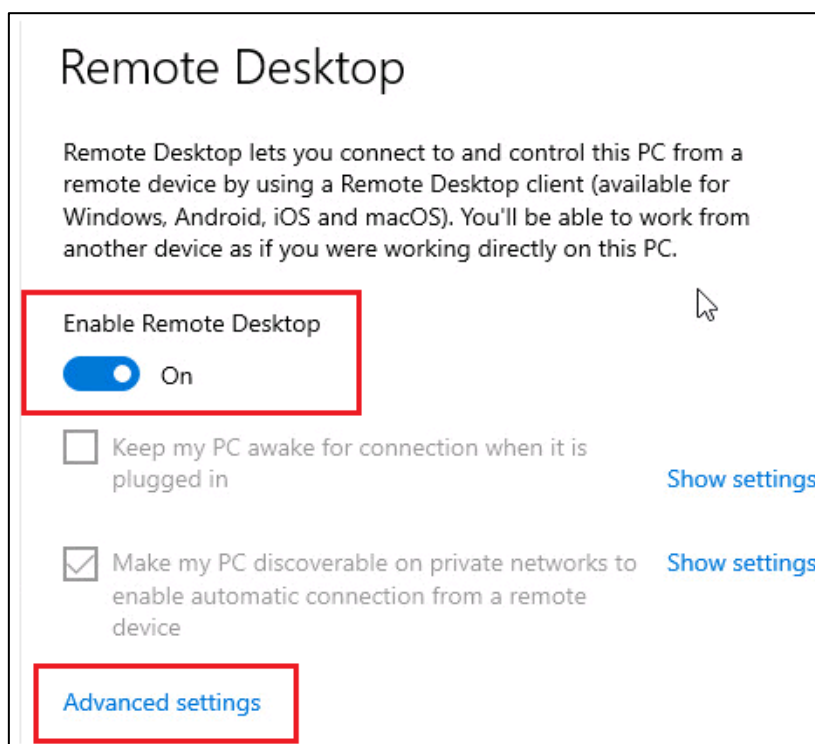 Remote Desktop
Remote Desktop lets you connect to and control this PC from a
remote device by using a Remote Desktop client (available for
Windows, Android, iOS and macOS). You'll be able to work from
another device as if you were working directly on this PC.
Enable Remote Desktop
On
Keep my PC awake for connection when it is
plugged in
Show settings
Make my PC discoverable on private networks to
enable automatic connection from a remote
device
Show settings
Advanced settings